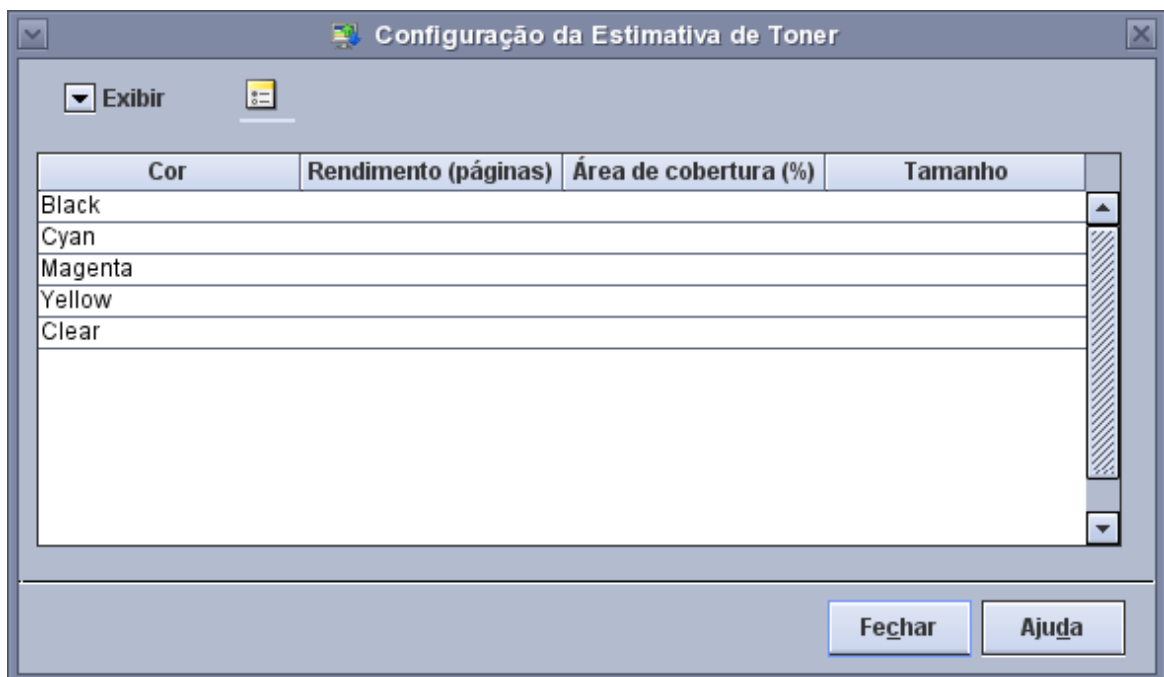 Configuração da Estimativa de Toner
Exibir
Cor Rendimento (páginas) Área de cobertura (%) Tamanho
Black
Cyan
Magenta
Yellow
Clear
Fechar Ajuda